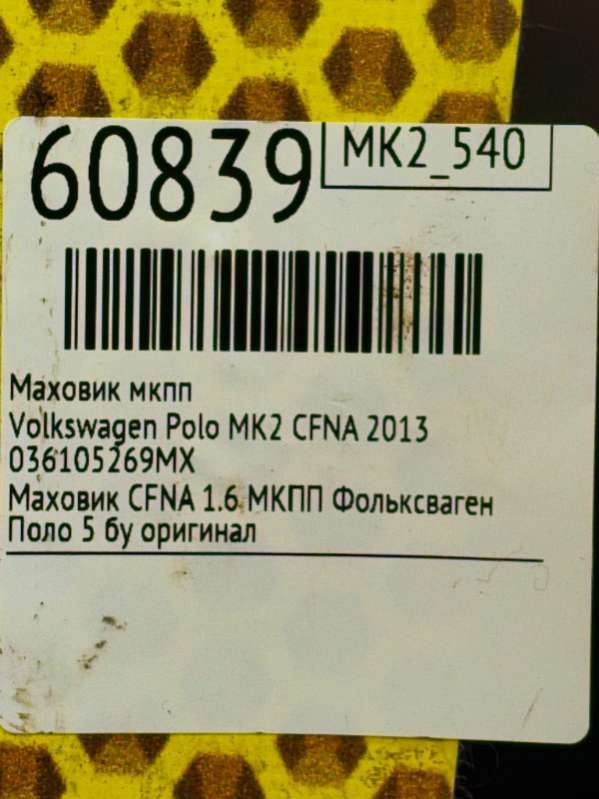 60839
MK2_540
Маховик мкпп
Volkswagen Polo MK2 CFNA 2013
036105269MX
Маховик CFNA 1.6 МКПП Фольксваген
Поло 5 бу оригинал